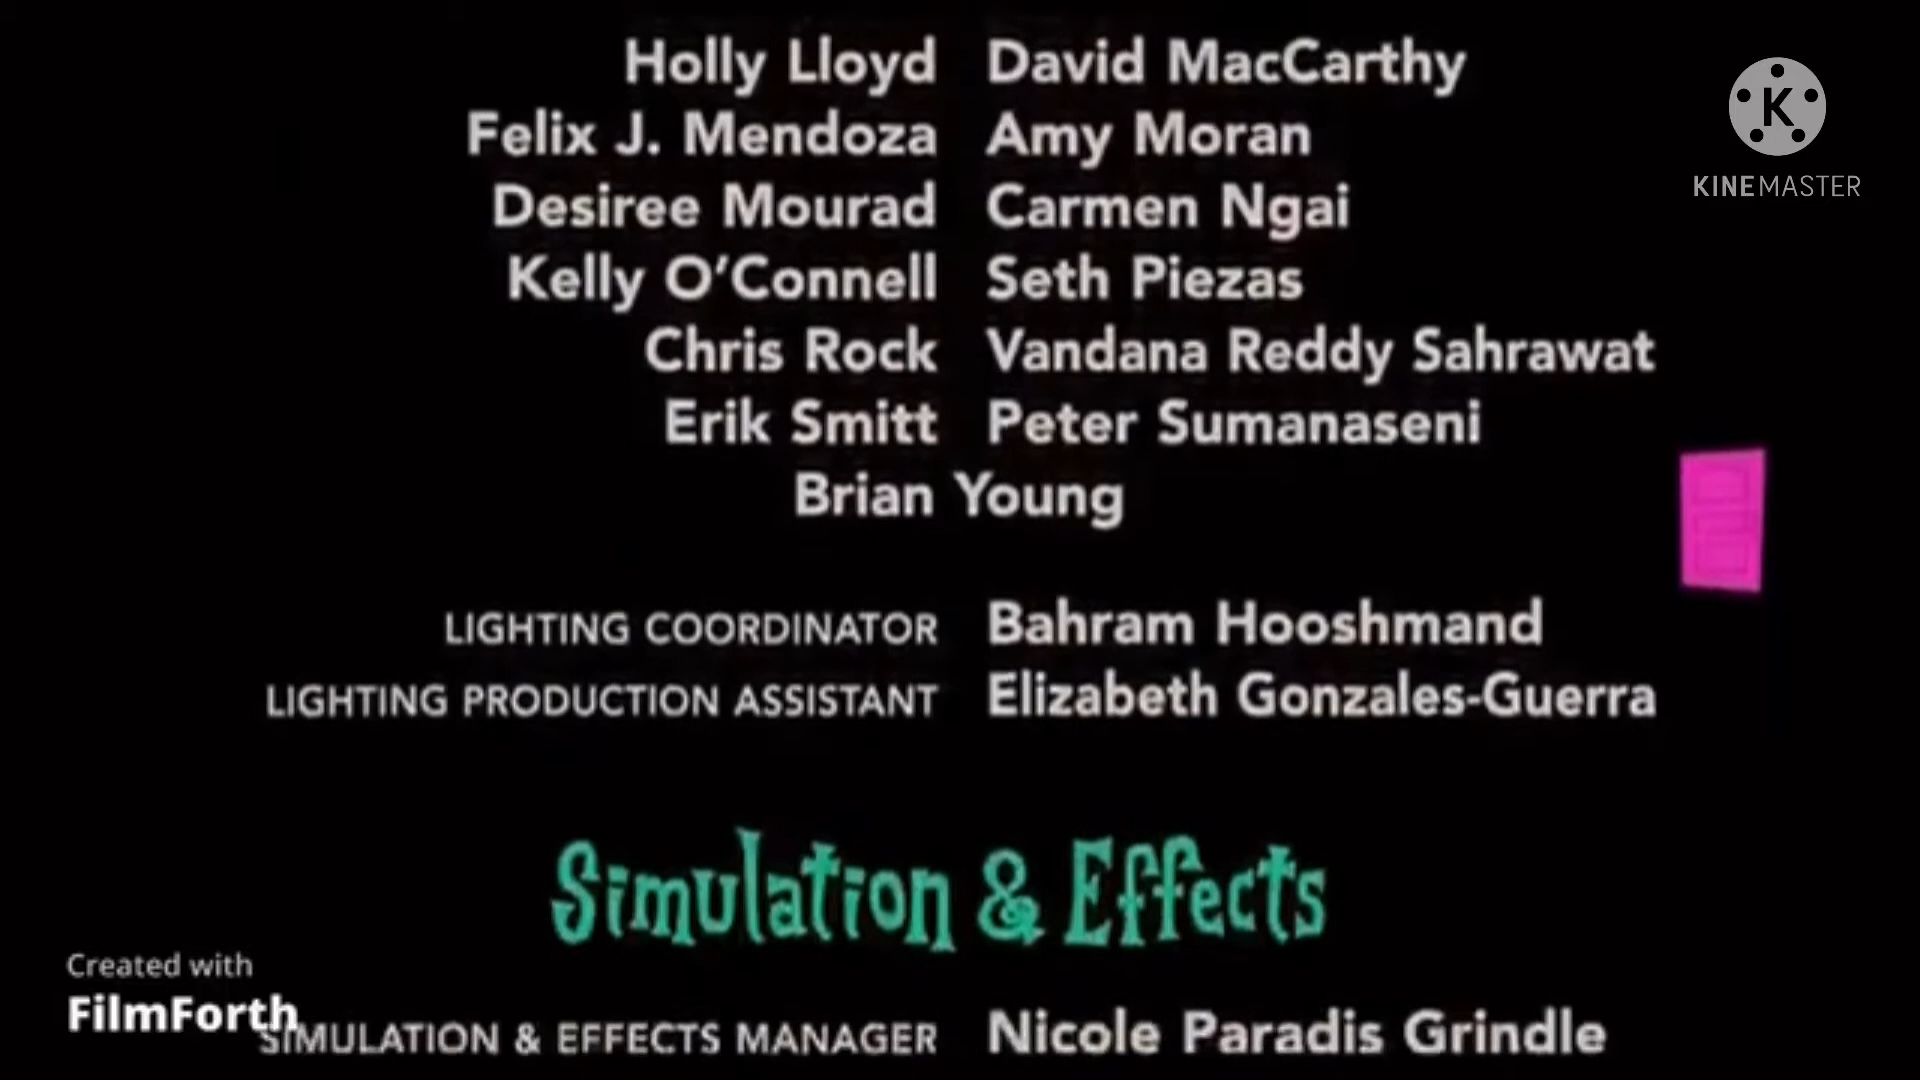 Holly Lloyd David MacCarthy
Felix J. Mendoza Amy Moran
Desiree Mourad Carmen Ngai
Kelly O'Connell Seth Piezas
Chris Rock Vandana Reddy Sahrawat
Erik Smitt Peter Sumanaseni
Brian Young
LIGHTING COORDINATOR Bahram Hooshmand
LIGHTING PRODUCTION ASSISTANT Elizabeth Gonzales-Guerra
Simulation & Effects
SIMULATION & EFFECTS MANAGER Nicole Paradis Grindle
K
KINEMASTER
Created with
FilmForth